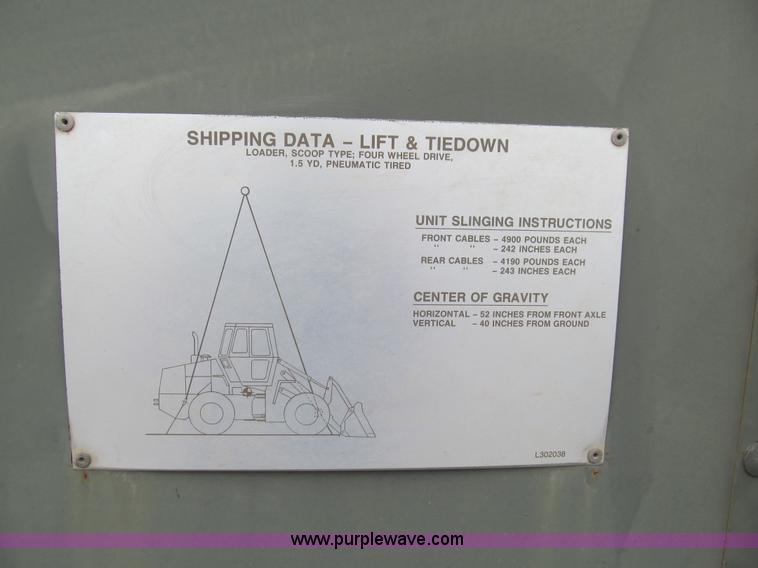 SHIPPING DATA - LIFT & TIEDOWN
LOADER, SCOOP TYPE; FOUR WHEEL DRIVE,
1.5 YD, PNEUMATIC TIRED
UNIT SLINGING INSTRUCTIONS
FRONT CABLES - 4900 POUNDS EACH
" " - 242 INCHES EACH
REAR CABLES - 4190 POUNDS EACH
" " - 243 INCHES EACH
CENTER OF GRAVITY
HORIZONTAL - 52 INCHES FROM FRONT AXLE
VERTICAL - 40 INCHES FROM GROUND
L302038
www.purplewave.com